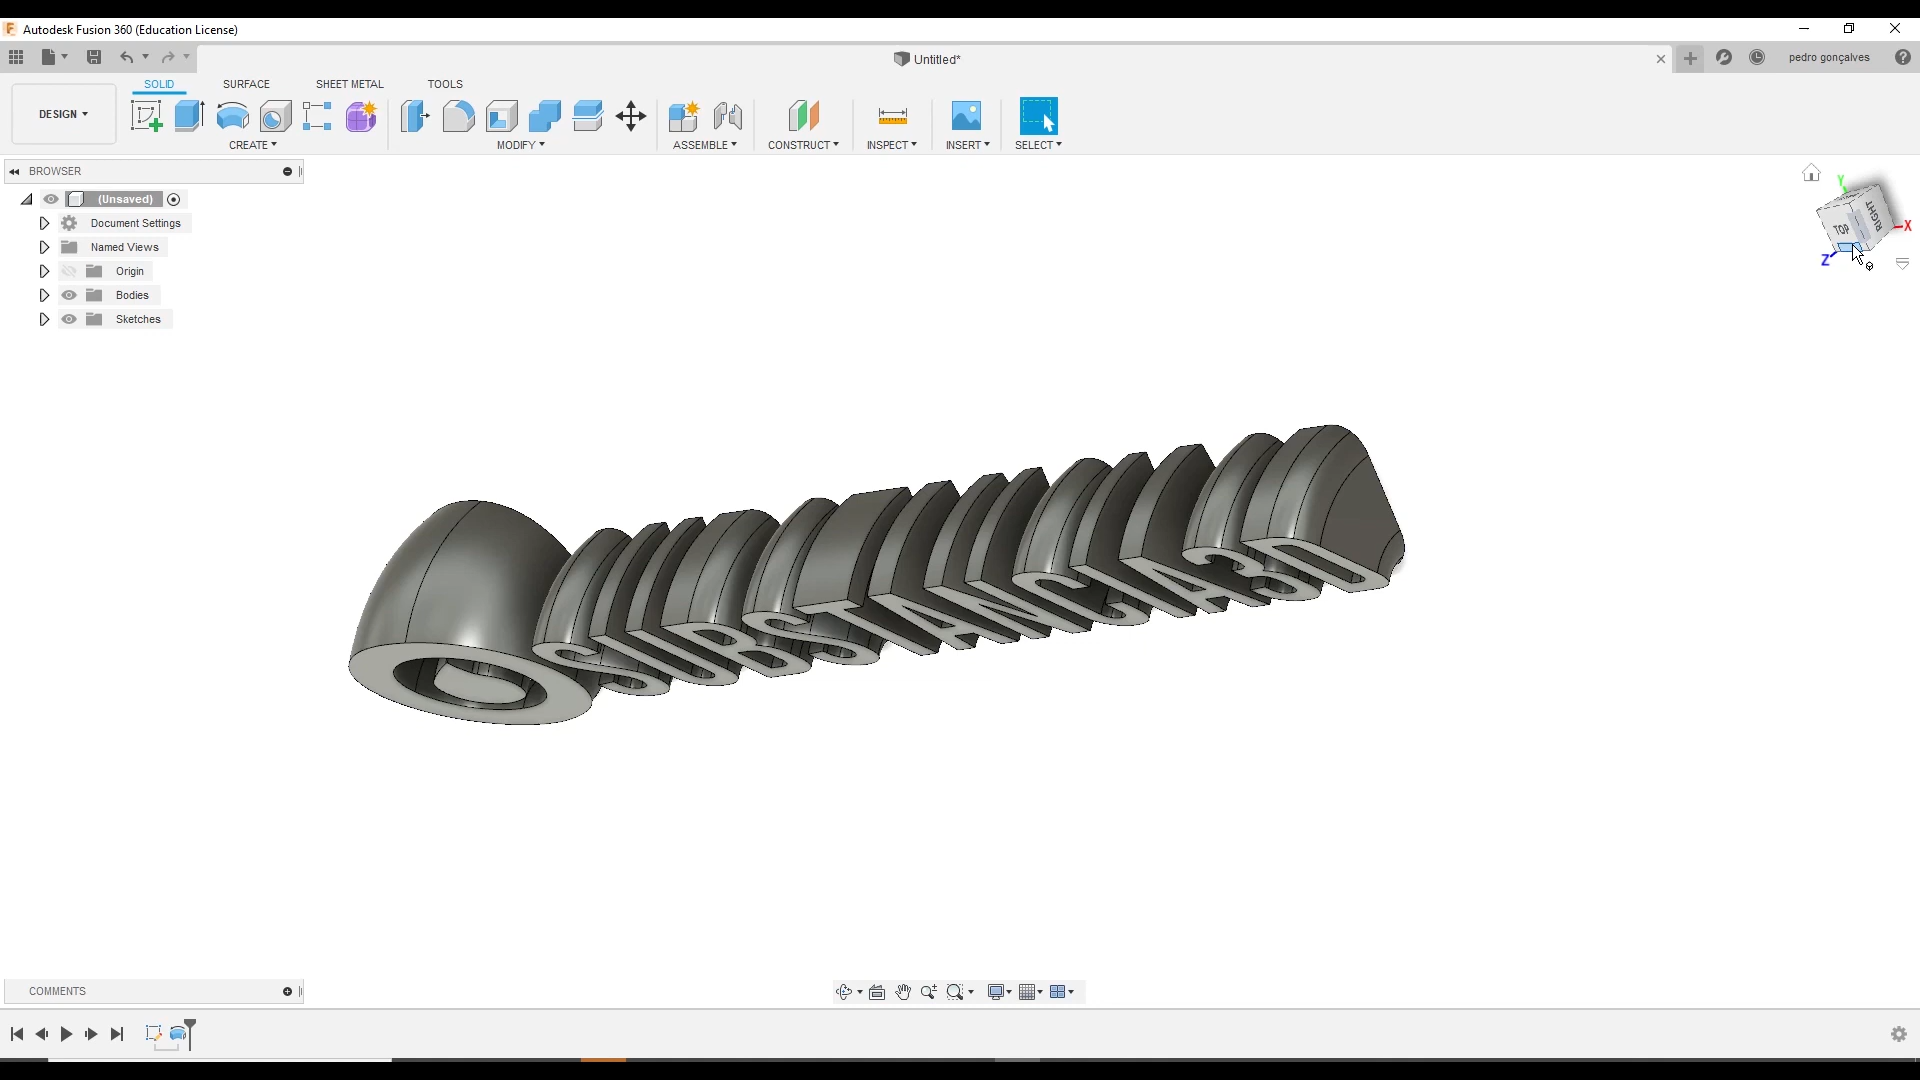 Autodesk Fusion 360 (Education License)
Untitled*
pedro gonçalves
SOLID SURFACE SHEET METAL TOOLS
DESIGN
CREATE MODIFY ASSEMBLE CONSTRUCT INSPECT INSERT SELECT
BROWSER
(Unsaved)
Document Settings
Named Views
Origin
Bodies
Sketches
Y
TOP RIGHT
X
Z
SUBSTANCIA3D
COMMENTS